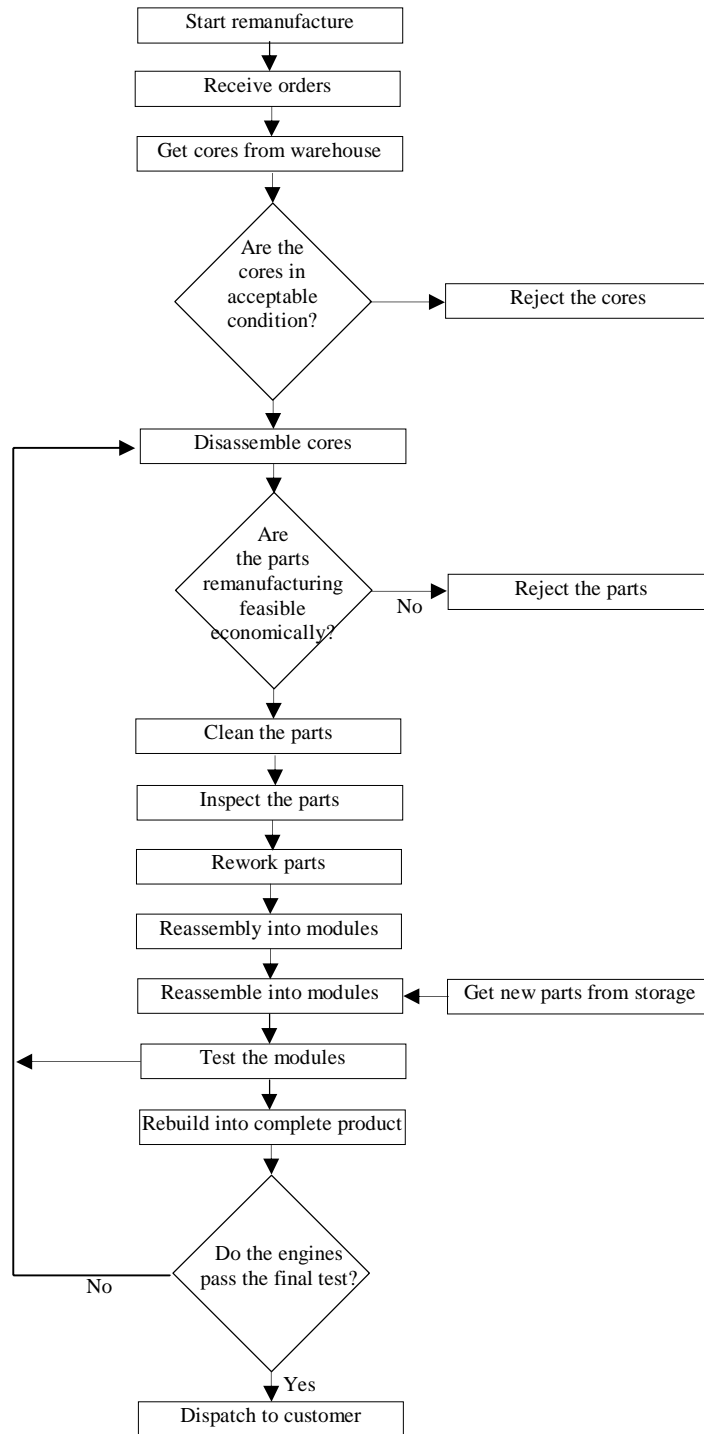 Start remanufacture
Receive orders
Get cores from warehouse
Are the
cores in
acceptable
condition?
Reject the cores
Disassemble cores
Are
the parts
remanufacturing
feasible
economically?
No
Reject the parts
Clean the parts
Inspect the parts
Rework parts
Reassembly into modules
Reassemble into modules
Get new parts from storage
Test the modules
Rebuild into complete product
Do the engines
pass the final test?
No
Yes
Dispatch to customer